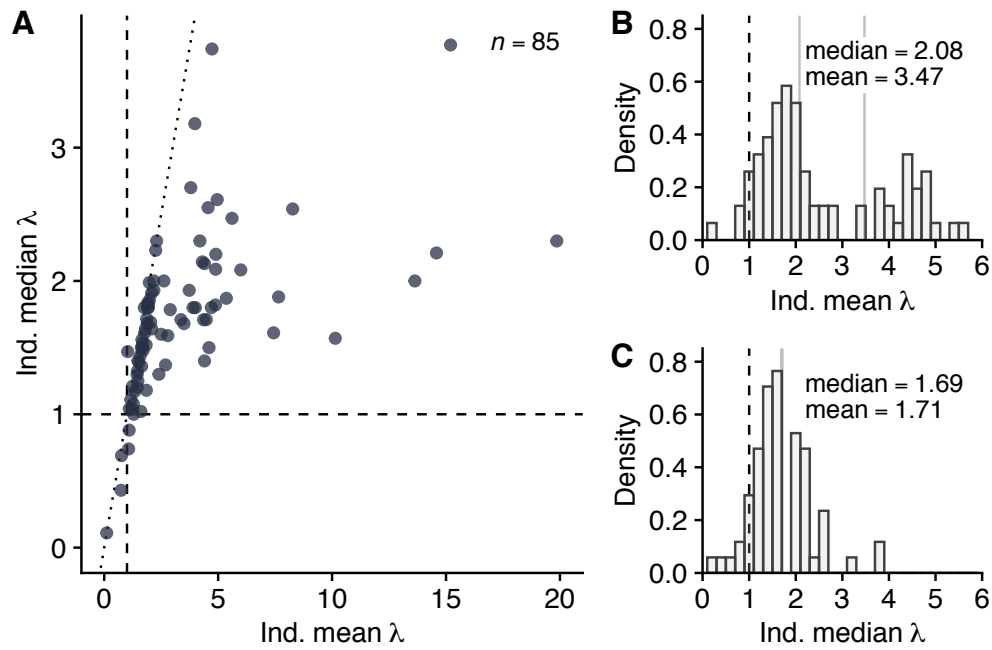 A
n = 85
3
2
1
0
Ind. median λ
0 5 10 15 20
Ind. mean λ
B
median = 2.08
mean = 3.47
0.8
0.6
0.4
0.2
0.0
Density
0 1 2 3 4 5 6
Ind. mean λ
C
median = 1.69
mean = 1.71
0.8
0.6
0.4
0.2
0.0
Density
0 1 2 3 4 5 6
Ind. median λ